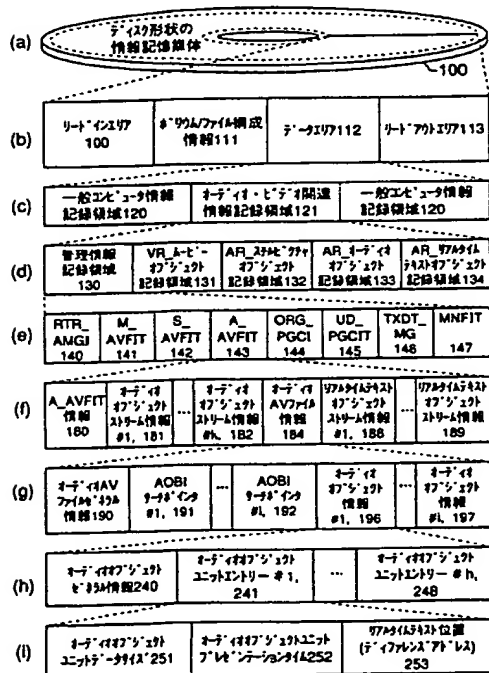 (a)
ディスク形状の
情報記憶媒体
100
(b)
リードインエリア
100
ボリウム/ファイル構成
情報111
データエリア112
リードアウトエリア113
(c)
一般コンピュータ情報
記録領域120
オーディオ・ビデオ関連
情報記録領域121
一般コンピュータ情報
記録領域120
(d)
管理情報
記録領域
130
VR_ムービー
オブジェクト
記録領域131
AR_スチルピクチャ
オブジェクト
記録領域132
AR_オーディオ
オブジェクト
記録領域133
AR_リアルタイム
テキストオブジェクト
記録領域134
(e)
RTR_
AMGI
140
M_
AVFIT
141
S_
AVFIT
142
A_
AVFIT
143
ORG_
PGCI
144
UD_
PGCIT
145
TXDT_
MG
146
MNFIT
147
(f)
A_AVFIT
情報
180
オーディオ
オブジェクト
ストリーム情報
#1, 181
…
オーディオ
オブジェクト
ストリーム情報
#h, 182
オーディオ
AVファイル
情報
184
リアルタイムテキスト
オブジェクト
ストリーム情報
#1, 188
…
リアルタイムテキスト
オブジェクト
ストリーム情報
189
(g)
オーディオAV
ファイルゼネラル
情報190
AOBI
サーチポインタ
#1, 191
…
AOBI
サーチポインタ
#i, 192
オーディオ
オブジェクト
情報
#1, 196
…
オーディオ
オブジェクト
情報
#i, 197
(h)
オーディオオブジェクト
ゼネラル情報240
オーディオオブジェクト
ユニットエントリー #1,
241
…
オーディオオブジェクト
ユニットエントリー #h,
248
(i)
オーディオオブジェクト
ユニットデータサイズ251
オーディオオブジェクトユニット
プレゼンテーションタイム252
リアルタイムテキスト位置
(ディファレンスアドレス)
253